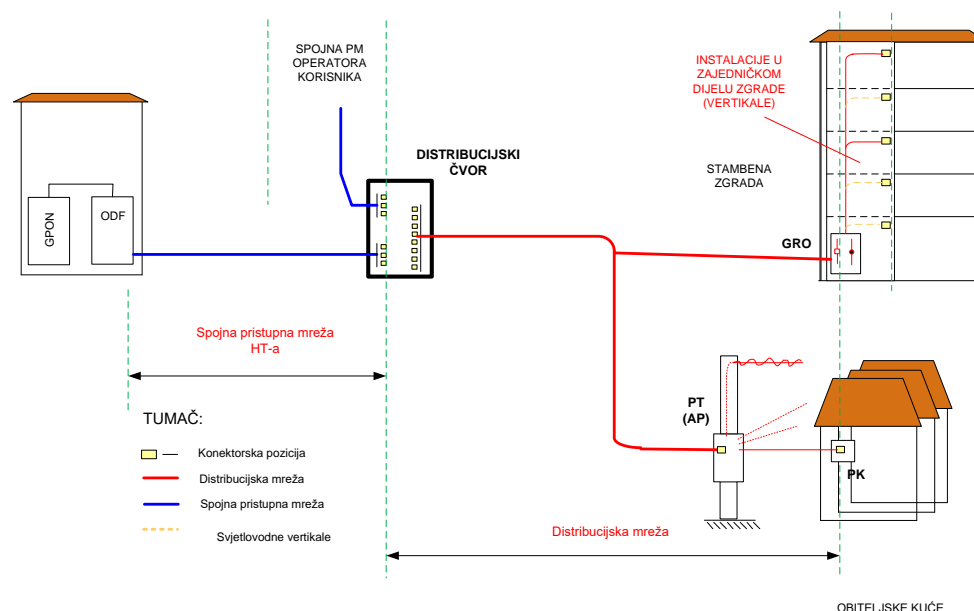 SPOJNA PM
OPERATORA
KORISNIKA
INSTALACIJE U
ZAJEDNIČKOM
DIJELU ZGRADE
(VERTIKALE)
DISTRIBUCIJSKI
ČVOR
STAMBENA
ZGRADA
GPON
ODF
GRO
Spojna pristupna mreža
HT-a
PT
(AP)
TUMAČ:
Konektorska pozicija
Distribucijska mreža
Spojna pristupna mreža
Svjetlovodne vertikale
PK
Distribucijska mreža
OBITELJSKE KUĆE